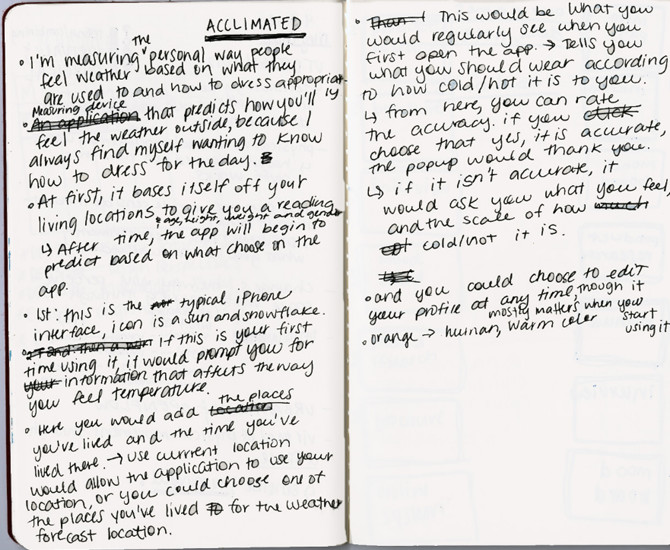 ACCLIMATED
• I'm measuring the personal way people
feel weather based on what they
are used to and how to dress appropriately
Measuring device
• An application that predicts how you'll
feel the weather outside, because I
always find myself wanting to know
how to dress for the day.
• At first, it bases itself off your
living locations to give you a reading
• age, height, weight and gender
↳ After time, the app will begin to
predict based on what choose on the
app.
• 1st: this is the typical iPhone
interface, icon is a sun and snowflake.
• If this is your first
time using it, it would prompt you for
your information that affects the way
you feel temperature.
• Here you would add the places
location
you've lived and the time you've
lived there. → Use current location
would allow the application to use your
location, or you could choose one of
the places you've lived to for the weather
forecast location.
• Than I This would be what you
would regularly see when you
first open the app. → Tells you
what you should wear according
to how cold/hot it is to you.
↳ from here, you can rate
the accuracy. if you click
choose that yes, it is accurate,
the popup would thank you.
↳ if it isn't accurate, it
would ask you what you feel,
and the scale of how much
cold/hot it is.
• and you could choose to edit
your profile at any time, though it
mostly matters when you
start
using it
• orange → human, warm color